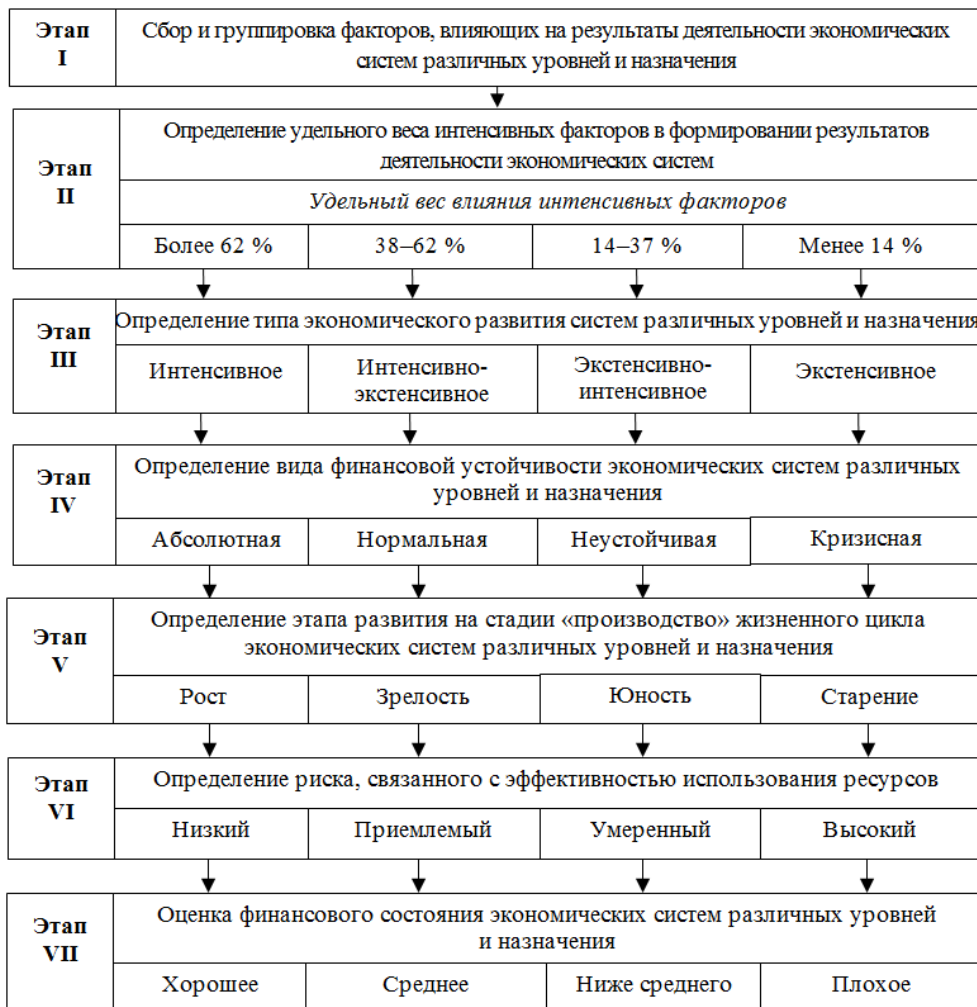 Этап
I
Сбор и группировка факторов, влияющих на результаты деятельности экономических
систем различных уровней и назначения
Этап
II
Определение удельного веса интенсивных факторов в формировании результатов
деятельности экономических систем
Удельный вес влияния интенсивных факторов
Более 62 %
38–62 %
14–37 %
Менее 14 %
Этап
III
Определение типа экономического развития систем различных уровней и назначения
Интенсивное
Интенсивно-
экстенсивное
Экстенсивно-
интенсивное
Экстенсивное
Этап
IV
Определение вида финансовой устойчивости экономических систем различных
уровней и назначения
Абсолютная
Нормальная
Неустойчивая
Кризисная
Этап
V
Определение этапа развития на стадии «производство» жизненного цикла
экономических систем различных уровней и назначения
Рост
Зрелость
Юность
Старение
Этап
VI
Определение риска, связанного с эффективностью использования ресурсов
Низкий
Приемлемый
Умеренный
Высокий
Этап
VII
Оценка финансового состояния экономических систем различных уровней
и назначения
Хорошее
Среднее
Ниже среднего
Плохое